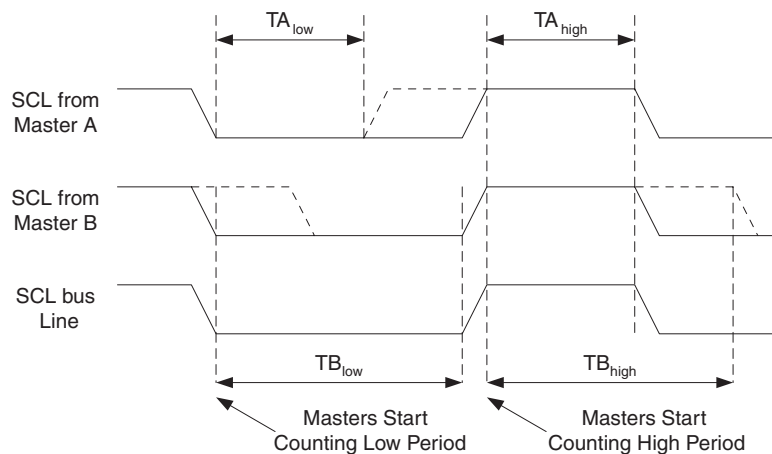 TA low
TA high
SCL from
Master A
SCL from
Master B
SCL bus
Line
TB low
TB high
Masters Start
Counting Low Period
Masters Start
Counting High Period